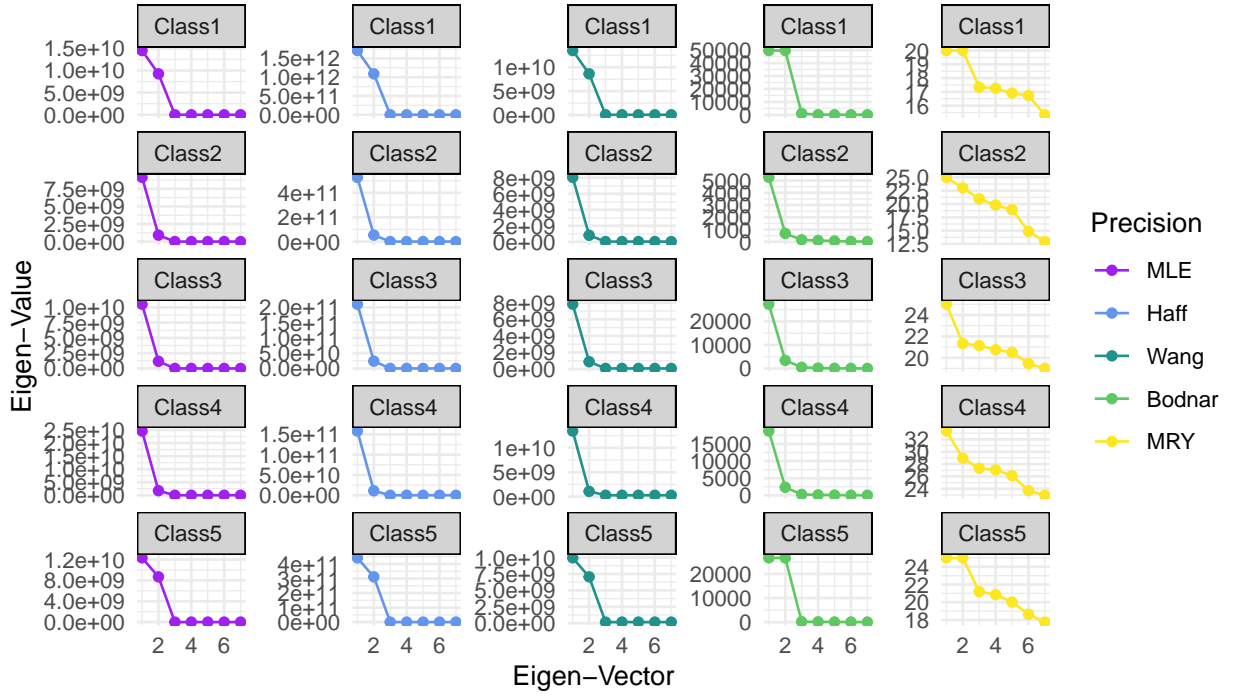 Class1 Class1 Class1 Class1 Class1
1.5e+10
1.0e+10
5.0e+09
0.0e+00
1.5e+12
1.0e+12
5.0e+11
0.0e+00
1e+10
5e+09
0e+00
50000
40000
30000
20000
10000
0
20
19
18
17
16
Class2 Class2 Class2 Class2 Class2
7.5e+09
5.0e+09
2.5e+09
0.0e+00
4e+11
2e+11
0e+00
8e+09
6e+09
4e+09
2e+09
0e+00
5000
4000
3000
2000
1000
0
25.0
22.5
20.0
17.5
15.0
12.5
Class3 Class3 Class3 Class3 Class3
1.0e+10
7.5e+09
5.0e+09
2.5e+09
0.0e+00
2.0e+11
1.5e+11
1.0e+11
5.0e+10
0.0e+00
8e+09
6e+09
4e+09
2e+09
0e+00
20000
10000
0
24
22
20
Class4 Class4 Class4 Class4 Class4
2.5e+10
2.0e+10
1.5e+10
1.0e+10
5.0e+09
0.0e+00
1.5e+11
1.0e+11
5.0e+10
0.0e+00
1e+10
5e+09
0e+00
15000
10000
5000
0
32
30
28
26
24
Class5 Class5 Class5 Class5 Class5
1.2e+10
8.0e+09
4.0e+09
0.0e+00
4e+11
3e+11
2e+11
1e+11
0e+00
1.0e+10
7.5e+09
5.0e+09
2.5e+09
0.0e+00
20000
10000
0
24
22
20
18
2 4 6 2 4 6 2 4 6 2 4 6 2 4 6
Eigen−Vector
Eigen−Value
Precision
MLE
Haff
Wang
Bodnar
MRY